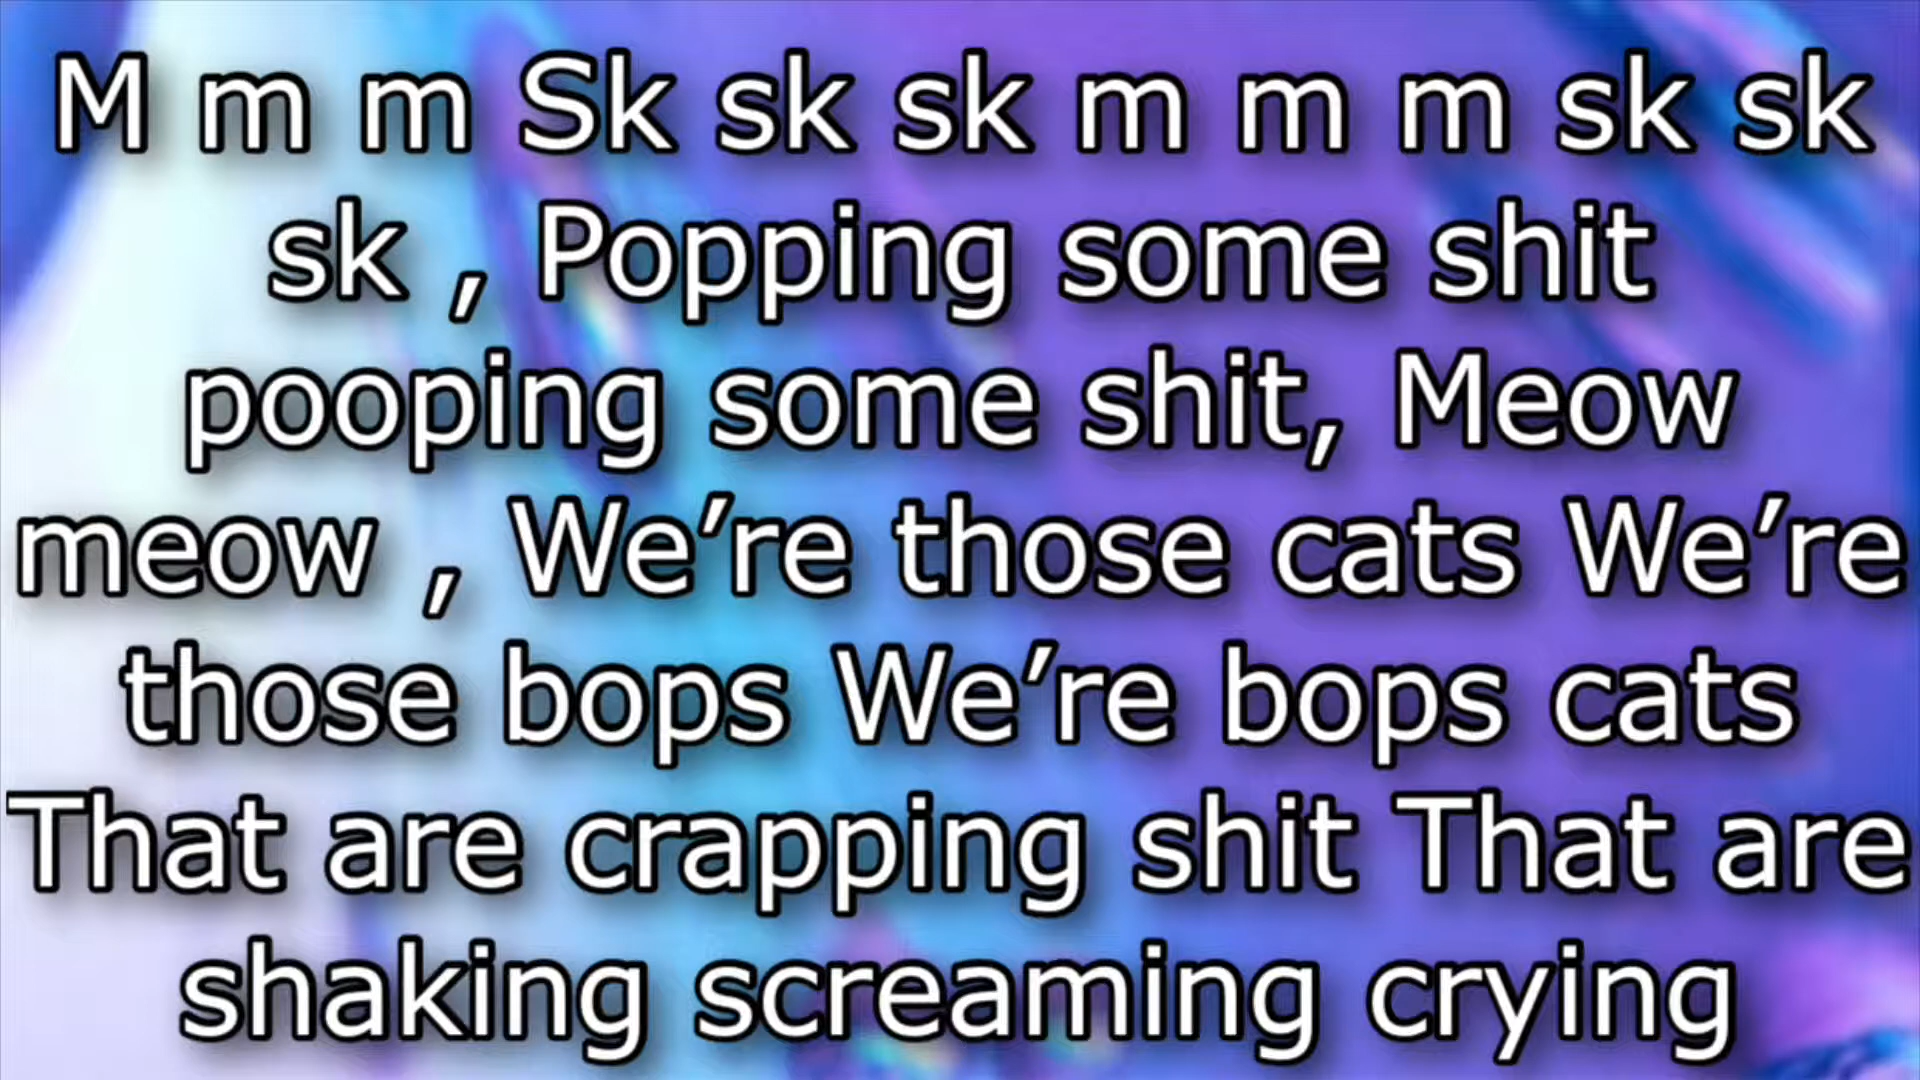 M m m Sk sk sk m m m sk sk
sk , Popping some shit
pooping some shit, Meow
meow , We’re those cats We’re
those bops We’re bops cats
That are crapping shit That are
shaking screaming crying